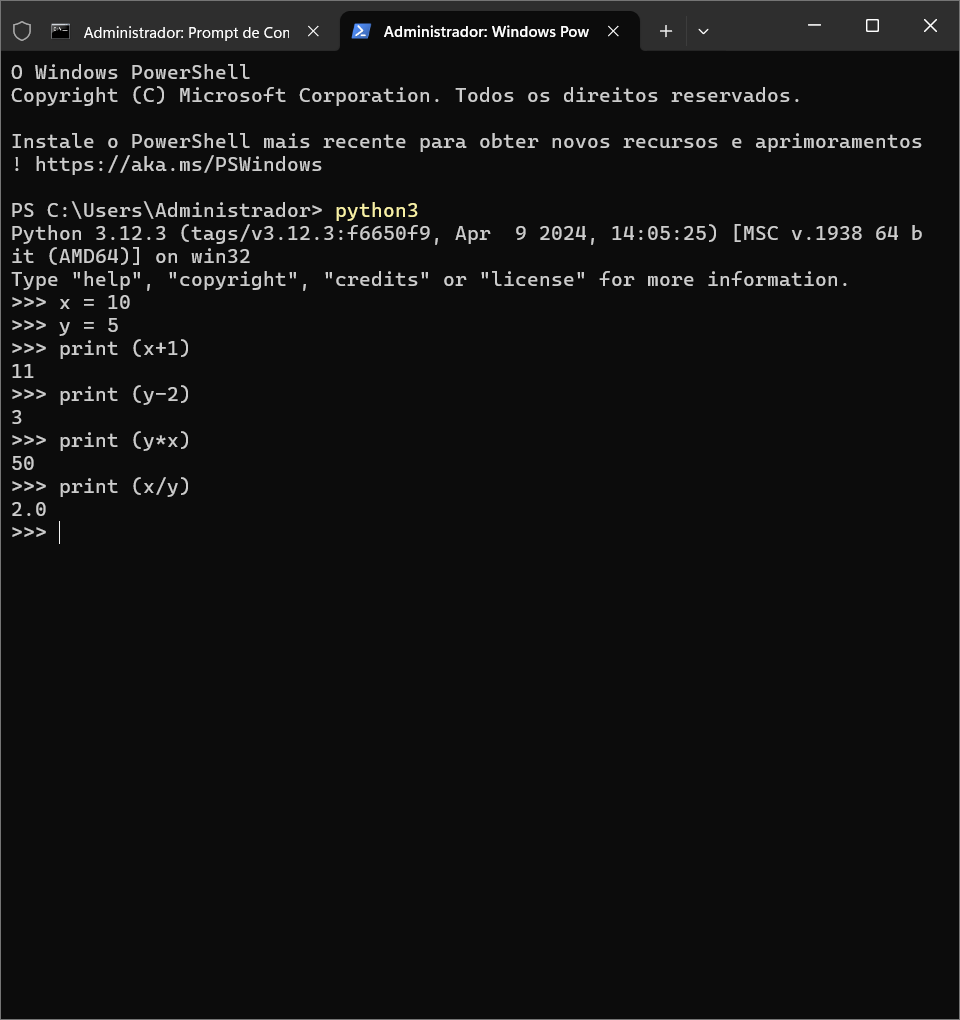 Administrador: Prompt de Con
Administrador: Windows Pow
O Windows PowerShell
Copyright (C) Microsoft Corporation. Todos os direitos reservados.
Instale o PowerShell mais recente para obter novos recursos e aprimoramentos
! https://aka.ms/PSWindows
PS C:\Users\Administrador> python3
Python 3.12.3 (tags/v3.12.3:f6650f9, Apr  9 2024, 14:05:25) [MSC v.1938 64 b
it (AMD64)] on win32
Type "help", "copyright", "credits" or "license" for more information.
>>> x = 10
>>> y = 5
>>> print (x+1)
11
>>> print (y-2)
3
>>> print (y*x)
50
>>> print (x/y)
2.0
>>>